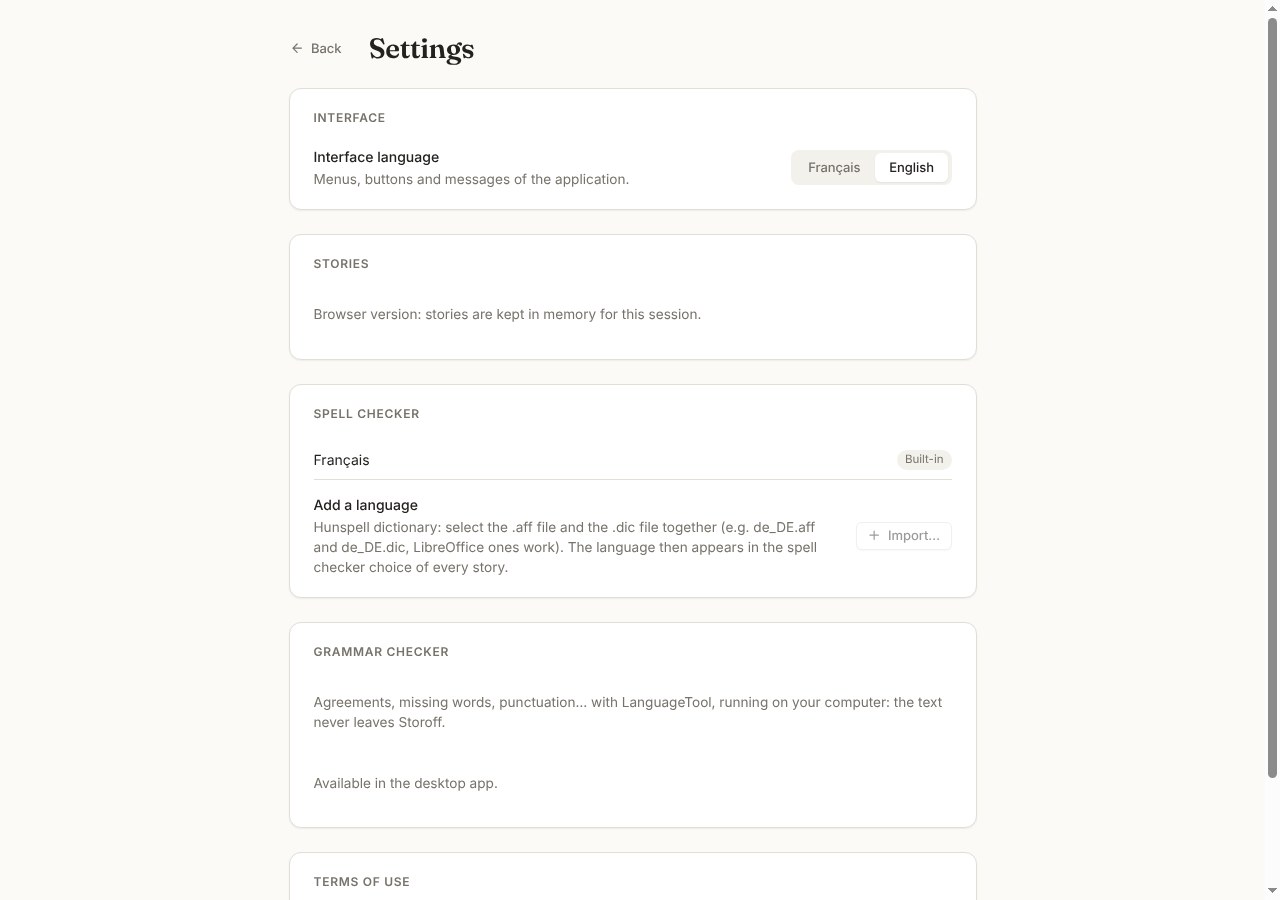 Back
Settings
INTERFACE
Interface language
Menus, buttons and messages of the application.
Français
English
STORIES
Browser version: stories are kept in memory for this session.
SPELL CHECKER
Français
Built-in
Add a language
Hunspell dictionary: select the .aff file and the .dic file together (e.g. de_DE.aff
and de_DE.dic, LibreOffice ones work). The language then appears in the spell
checker choice of every story.
Import...
GRAMMAR CHECKER
Agreements, missing words, punctuation... with LanguageTool, running on your computer: the text
never leaves Storoff.
Available in the desktop app.
TERMS OF USE